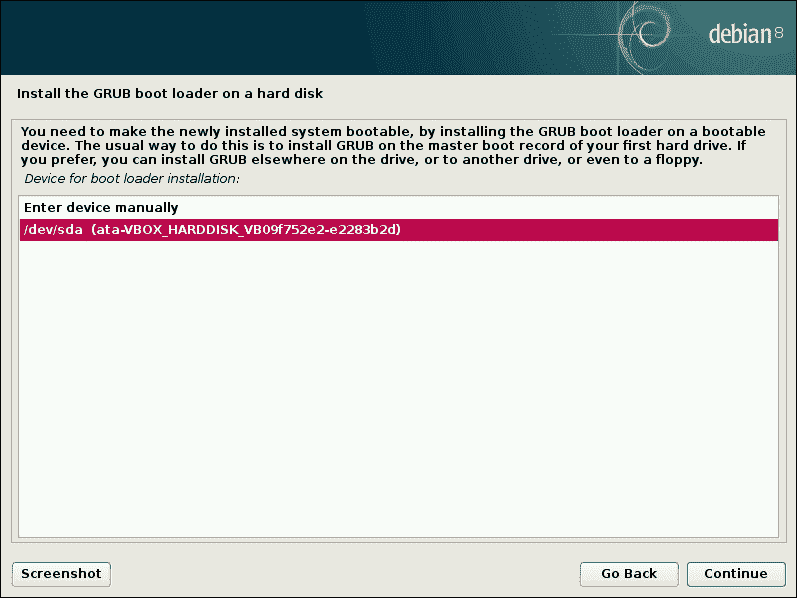 debian 8
Install the GRUB boot loader on a hard disk
You need to make the newly installed system bootable, by installing the GRUB boot loader on a bootable
device. The usual way to do this is to install GRUB on the master boot record of your first hard drive. If
you prefer, you can install GRUB elsewhere on the drive, or to another drive, or even to a floppy.
Device for boot loader installation:
Enter device manually
/dev/sda (ata-VBOX_HARDDISK_VB09f752e2-e2283b2d)
Screenshot
Go Back
Continue